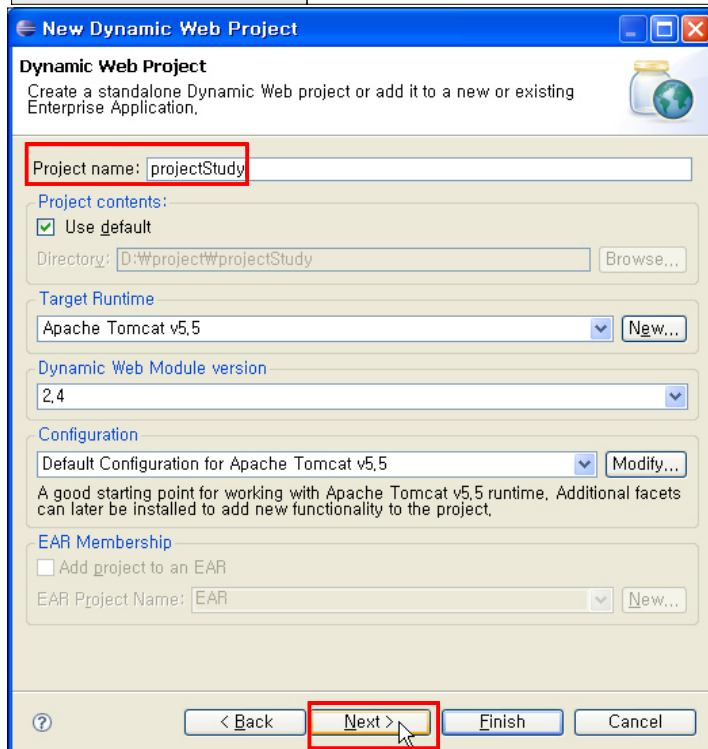 New Dynamic Web Project
Dynamic Web Project
Create a standalone Dynamic Web project or add it to a new or existing
Enterprise Application,
Project name: projectStudy
Project contents:
Use default
Directory: D:₩project₩projectStudy Browse,,,
Target Runtime
Apache Tomcat v5,5 New,,,
Dynamic Web Module version
2,4
Configuration
Default Configuration for Apache Tomcat v5,5 Modify,,,
A good starting point for working with Apache Tomcat v5,5 runtime, Additional facets
can later be installed to add new functionality to the project,
EAR Membership
Add project to an EAR
EAR Project Name: EAR New,,,
? < Back Next > Finish Cancel